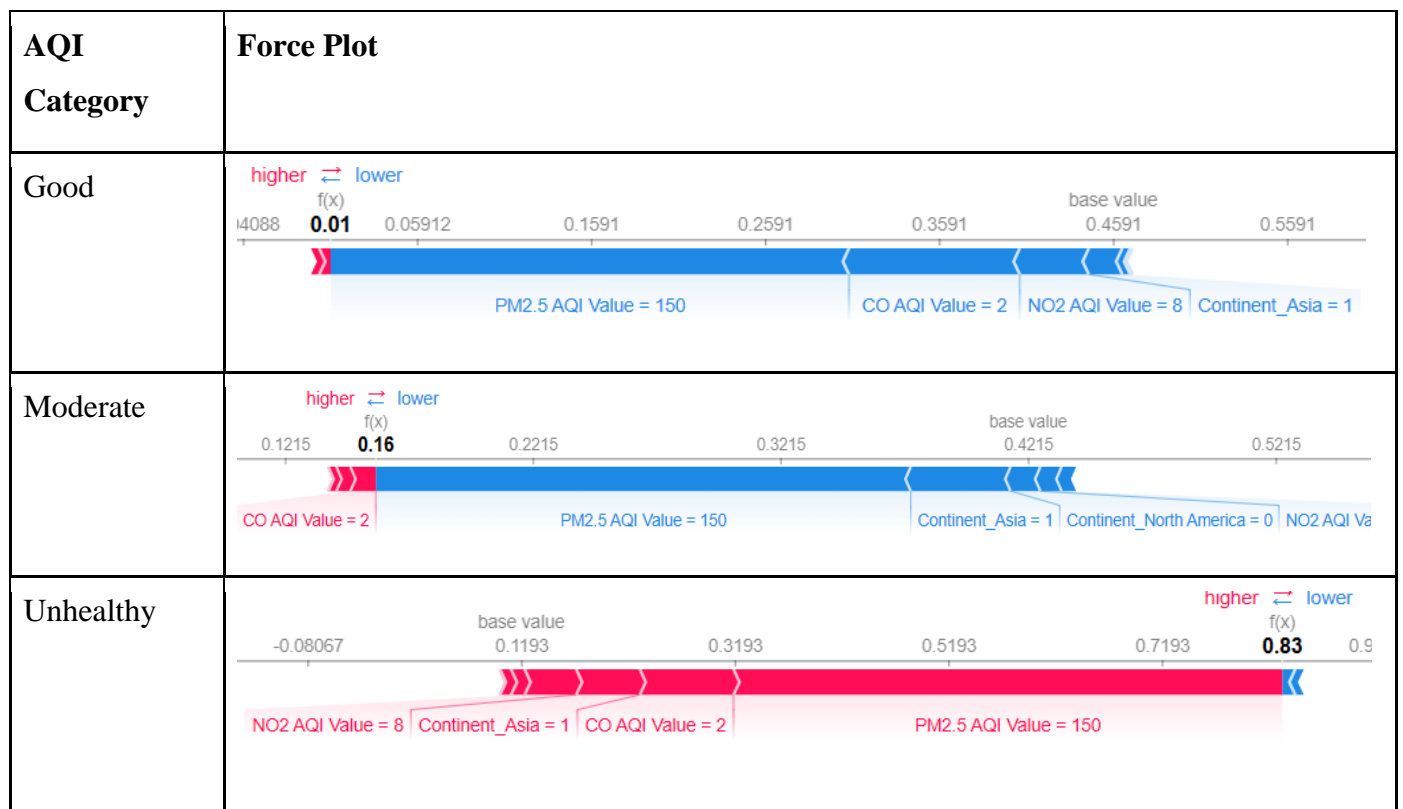 AQI Category
Force Plot
Good
higher ⇄ lower
f(x)
base value
04088 0.01 0.05912 0.1591 0.2591 0.3591 0.4591 0.5591
PM2.5 AQI Value = 150 CO AQI Value = 2 NO2 AQI Value = 8 Continent_Asia = 1
Moderate
higher ⇄ lower
f(x)
base value
0.1215 0.16 0.2215 0.3215 0.4215 0.5215
CO AQI Value = 2 PM2.5 AQI Value = 150 Continent_Asia = 1 Continent_North America = 0 NO2 AQI Va
Unhealthy
higher ⇄ lower
base value
f(x)
-0.08067 0.1193 0.3193 0.5193 0.7193 0.83 0.9
NO2 AQI Value = 8 Continent_Asia = 1 CO AQI Value = 2 PM2.5 AQI Value = 150